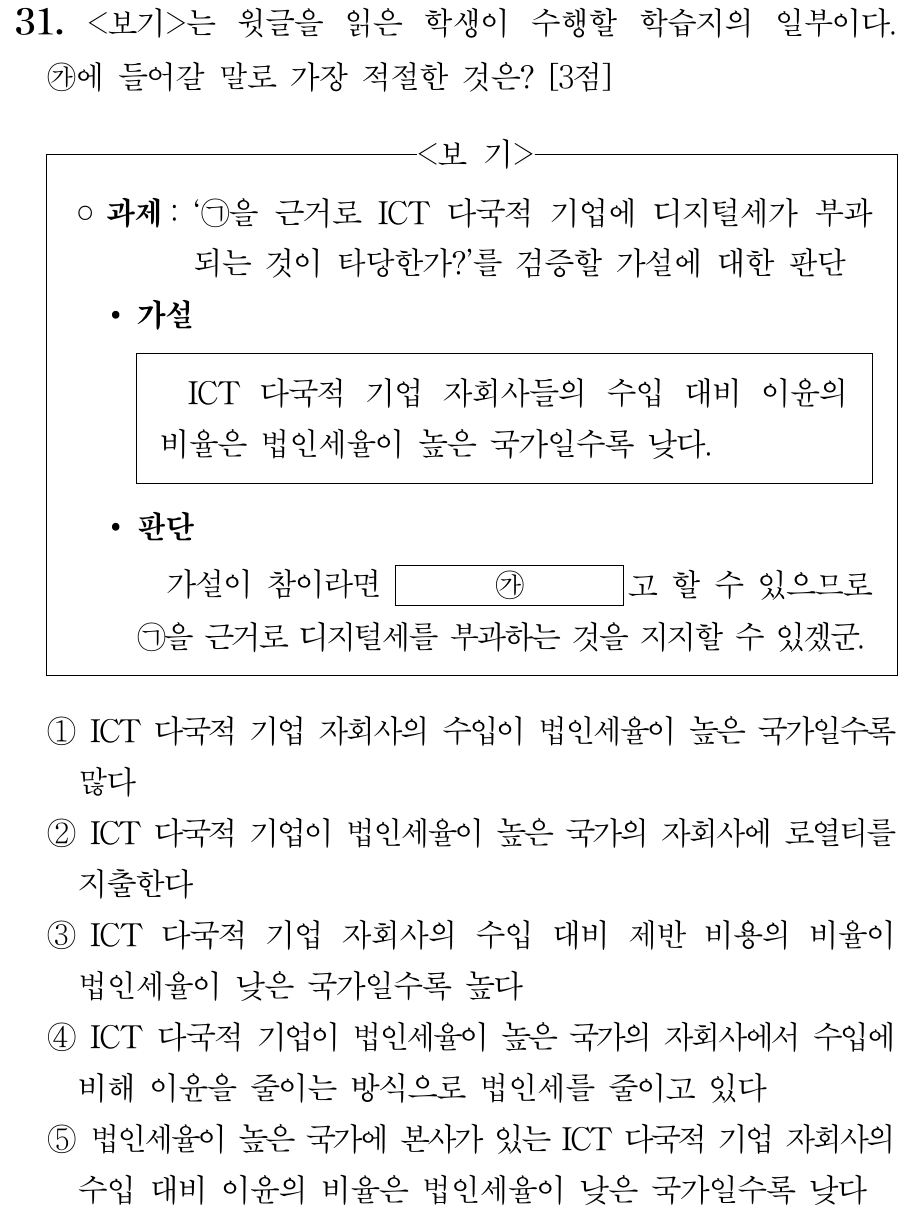 31. <보기>는 윗글을 읽은 학생이 수행할 학습지의 일부이다.
㉮에 들어갈 말로 가장 적절한 것은? [3점]
<보 기>
○ 과제 : ‘㉠을 근거로 ICT 다국적 기업에 디지털세가 부과
되는 것이 타당한가?’를 검증할 가설에 대한 판단
• 가설
ICT 다국적 기업 자회사들의 수입 대비 이윤의
비율은 법인세율이 높은 국가일수록 낮다.
• 판단
가설이 참이라면 ㉮ 고 할 수 있으므로
㉠을 근거로 디지털세를 부과하는 것을 지지할 수 있겠군.
① ICT 다국적 기업 자회사의 수입이 법인세율이 높은 국가일수록
많다
② ICT 다국적 기업이 법인세율이 높은 국가의 자회사에 로열티를
지출한다
③ ICT 다국적 기업 자회사의 수입 대비 제반 비용의 비율이
법인세율이 낮은 국가일수록 높다
④ ICT 다국적 기업이 법인세율이 높은 국가의 자회사에서 수입에
비해 이윤을 줄이는 방식으로 법인세를 줄이고 있다
⑤ 법인세율이 높은 국가에 본사가 있는 ICT 다국적 기업 자회사의
수입 대비 이윤의 비율은 법인세율이 낮은 국가일수록 낮다